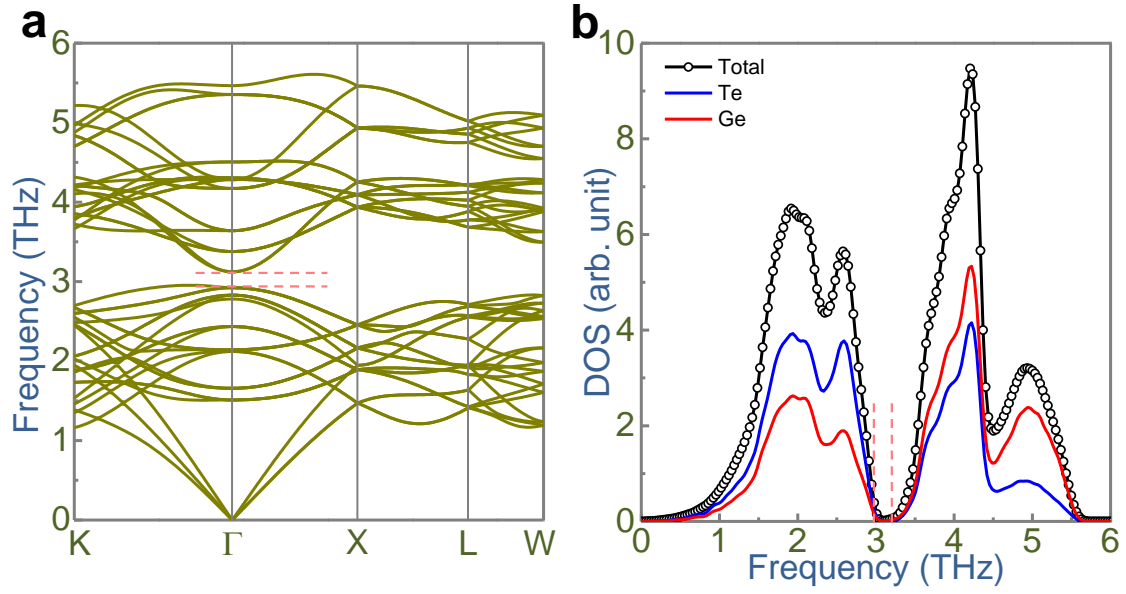 a
6
5
4
3
2
1
0
Frequency (THz)
K Γ X L W
b
10
8
6
4
2
0
DOS (arb. unit)
Total
Te
Ge
0 1 2 3 4 5 6
Frequency (THz)